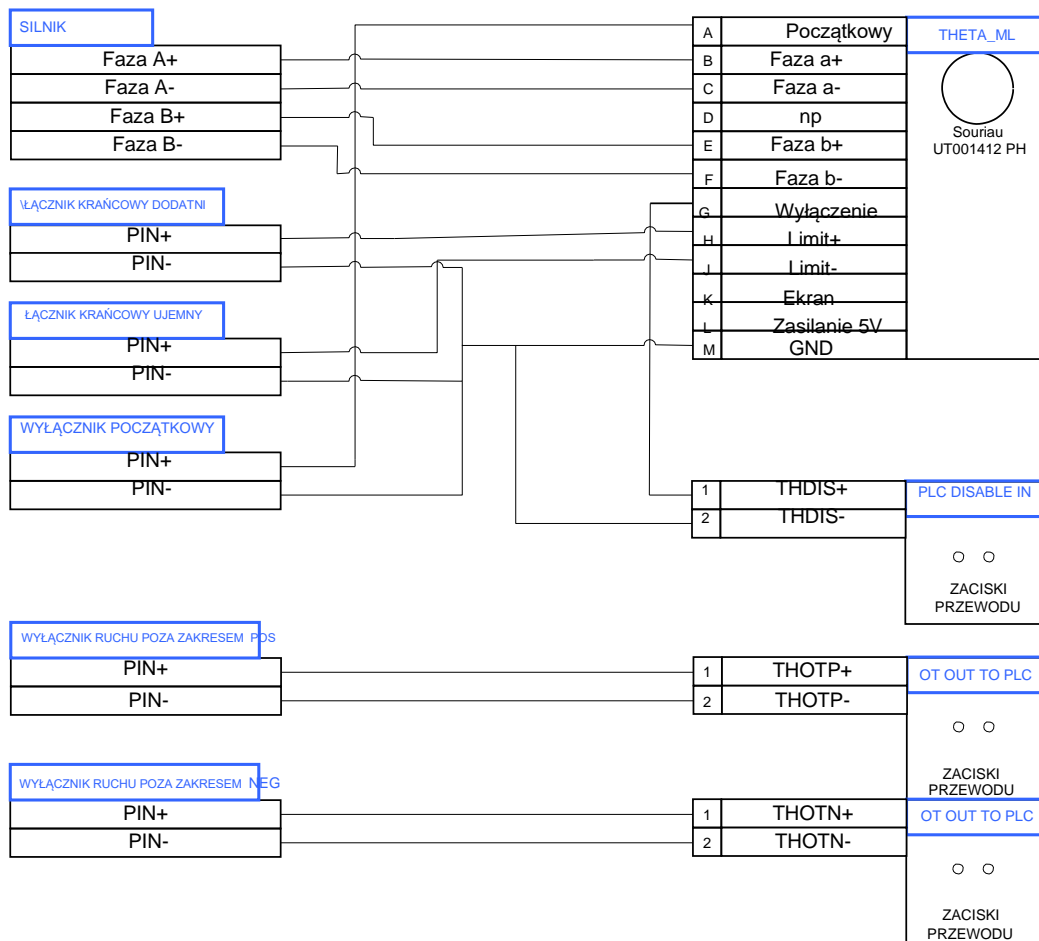 SILNIK
Faza A+
Faza A-
Faza B+
Faza B-
\ŁĄCZNIK KRAŃCOWY DODATNI
PIN+
PIN-
ŁĄCZNIK KRAŃCOWY UJEMNY
PIN+
PIN-
WYŁĄCZNIK POCZĄTKOWY
PIN+
PIN-
A Początkowy
B Faza a+
C Faza a-
D np
E Faza b+
F Faza b-
G Wyłączenie
H Limit+
J Limit-
K Ekran
L Zasilanie 5V
M GND
THETA_ML
Souriau
UT001412 PH
1 THDIS+
2 THDIS-
PLC DISABLE IN
ZACISKI
PRZEWODU
WYŁĄCZNIK RUCHU POZA ZAKRESEM POS
PIN+
PIN-
1 THOTP+
2 THOTP-
OT OUT TO PLC
ZACISKI
PRZEWODU
WYŁĄCZNIK RUCHU POZA ZAKRESEM NEG
PIN+
PIN-
1 THOTN+
2 THOTN-
OT OUT TO PLC
ZACISKI
PRZEWODU